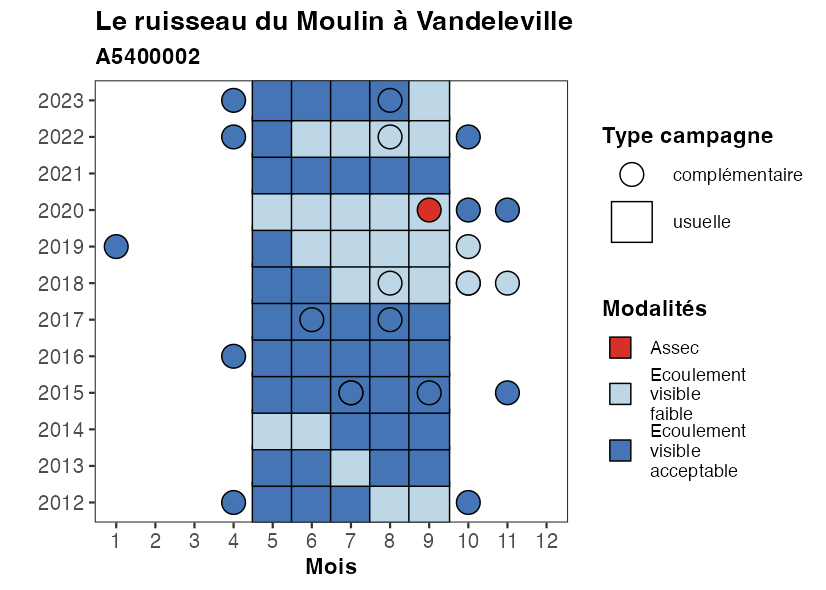 Le ruisseau du Moulin à Vandeleville
A5400002
2023
2022
2021
2020
2019
2018
2017
2016
2015
2014
2013
2012
1 2 3 4 5 6 7 8 9 10 11 12
Mois
Type campagne
complémentaire
usuelle
Modalités
Assec
Ecoulement
visible
faible
Ecoulement
visible
acceptable